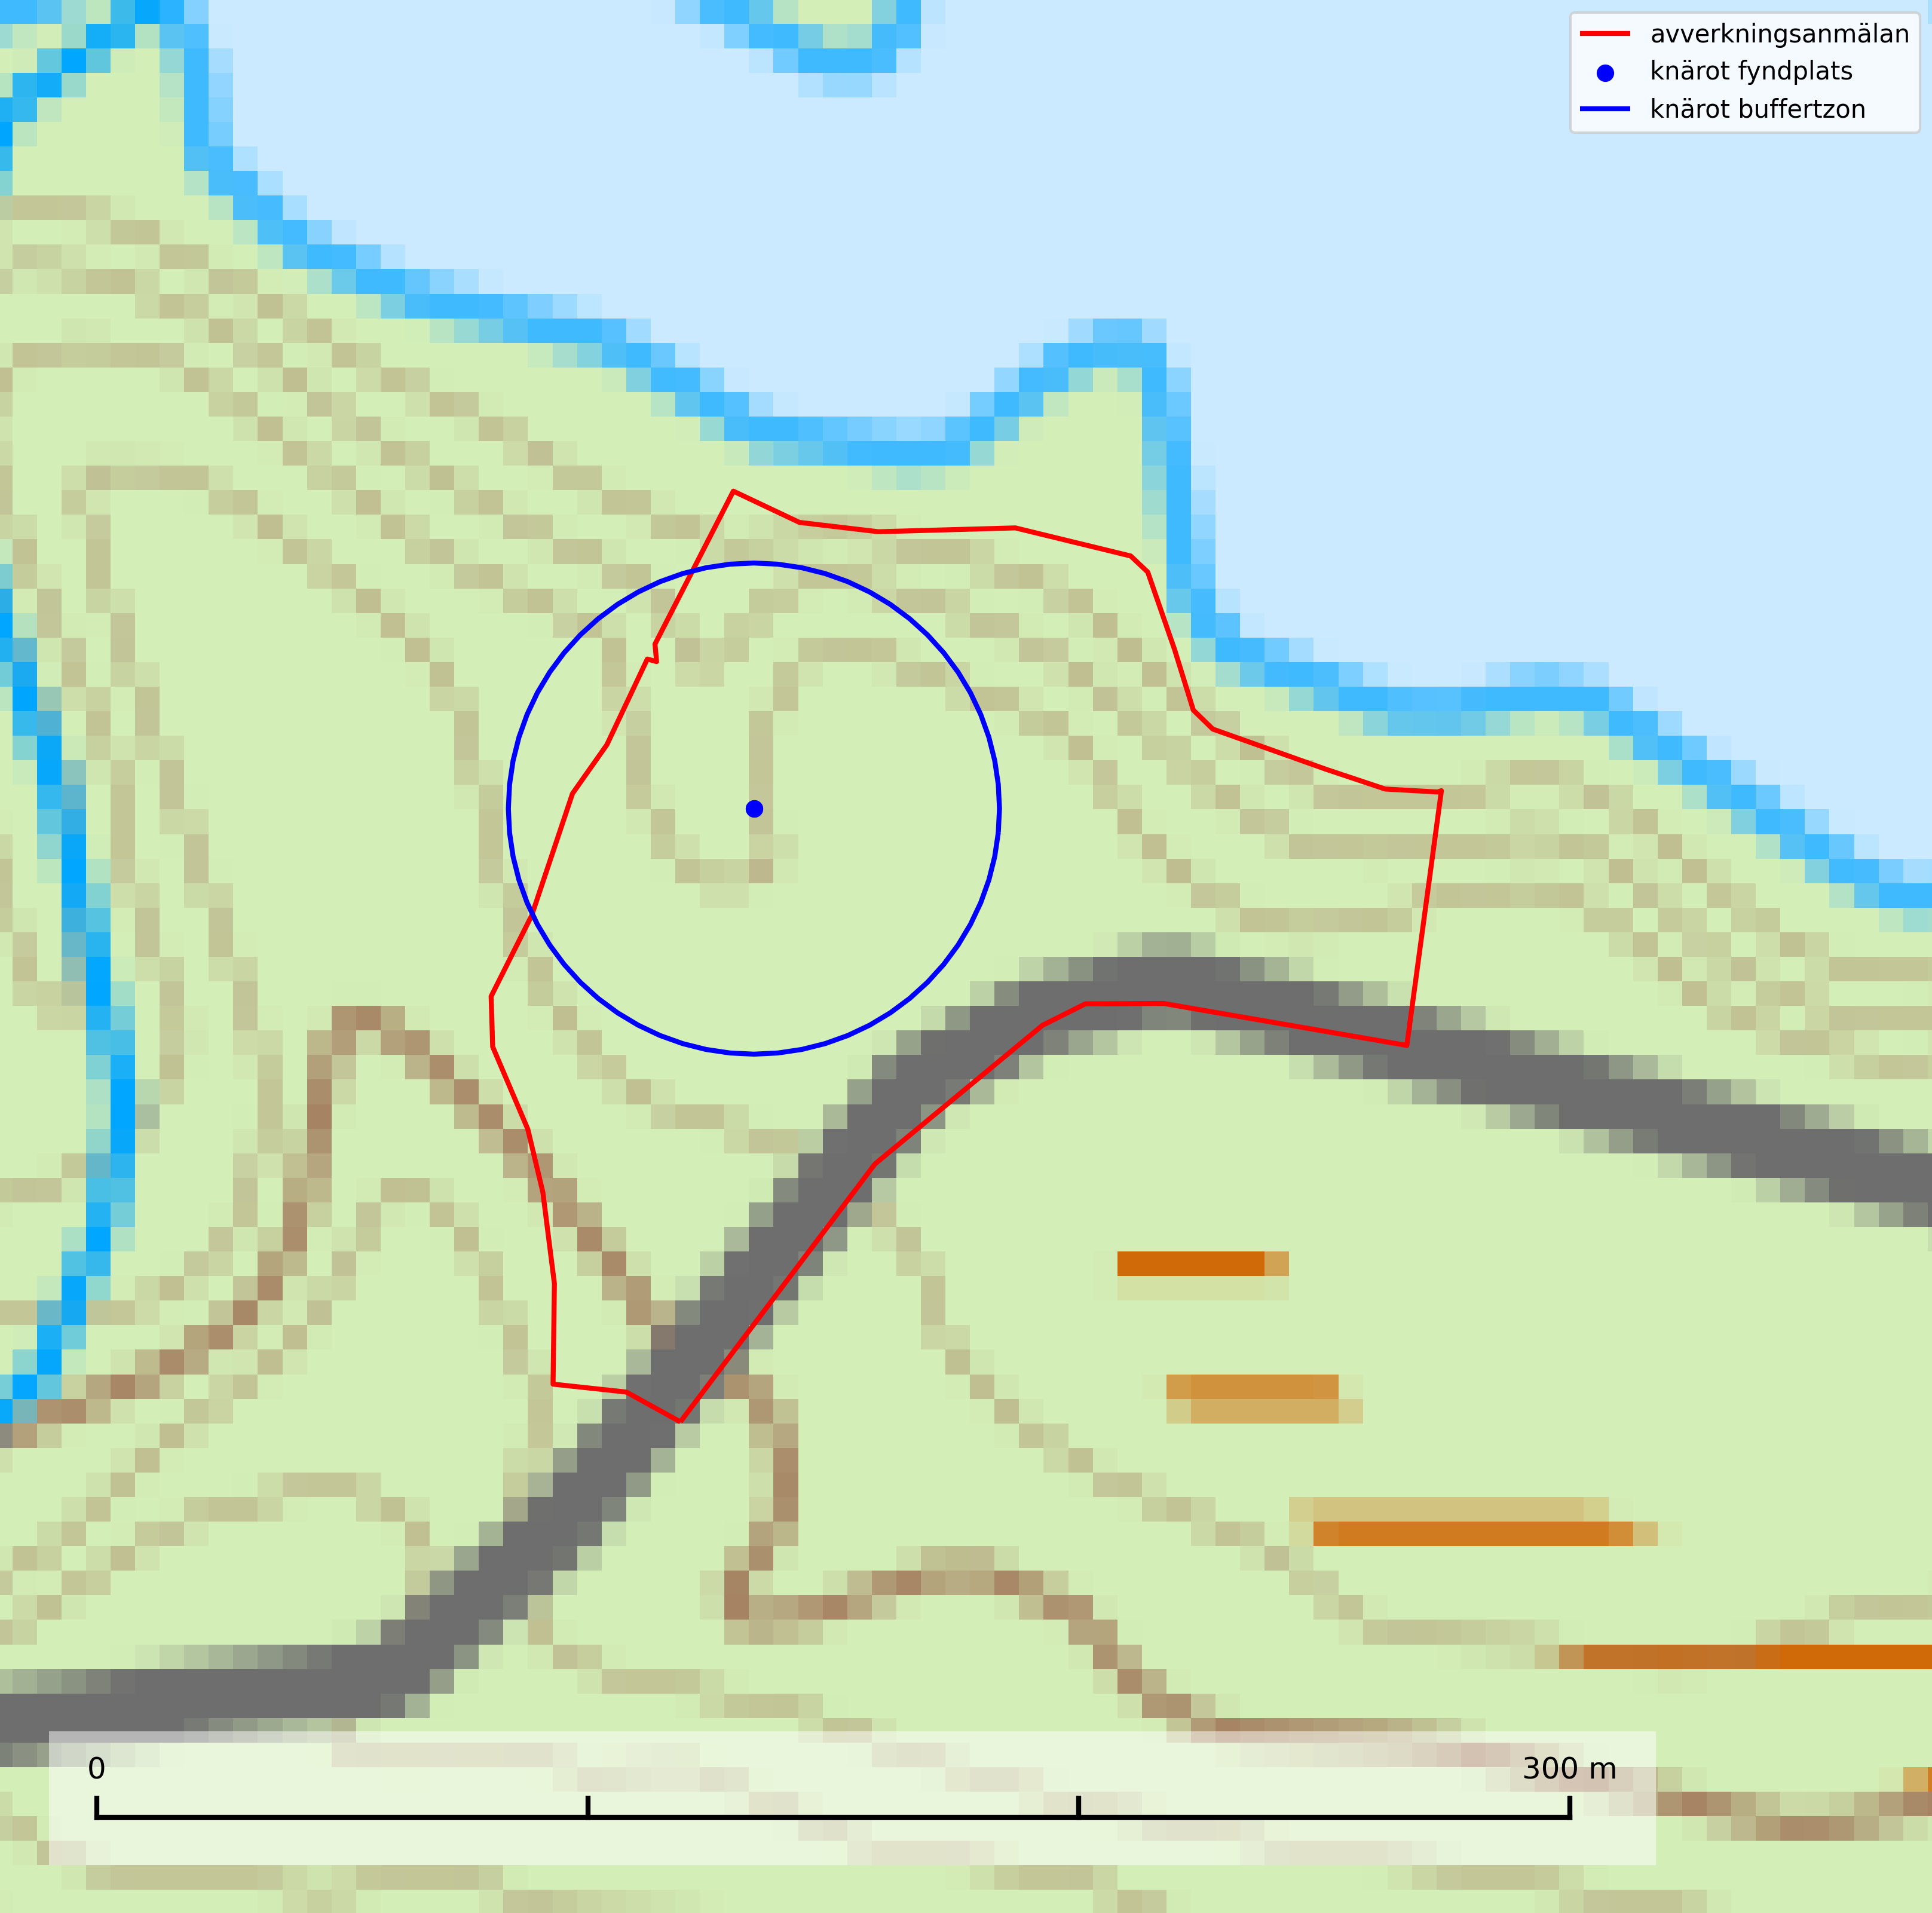 avverkningsanmälan
knärot fyndplats
knärot buffertzon
0 300 m